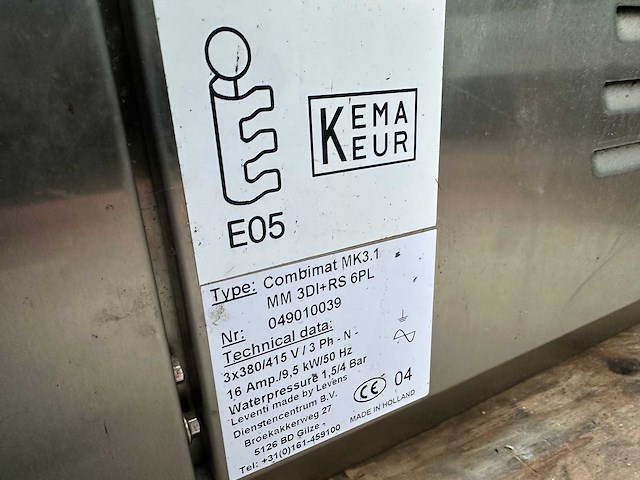 KEMA
KEUR
E05
Type: Combimat MK3.1
MM 3DI+RS 6PL
Nr: 049010039
Technical data:
3x380/415 V / 3 Ph - N -
16 Amp./9,5 kW/50 Hz
Waterpressure 1,5/4 Bar
Leventi made by Levens
Dienstencentrum B.V.
Broekakkerweg 27
5126 BD Gilze
Tel: +31(0)161-459100
CE 04
MADE IN HOLLAND